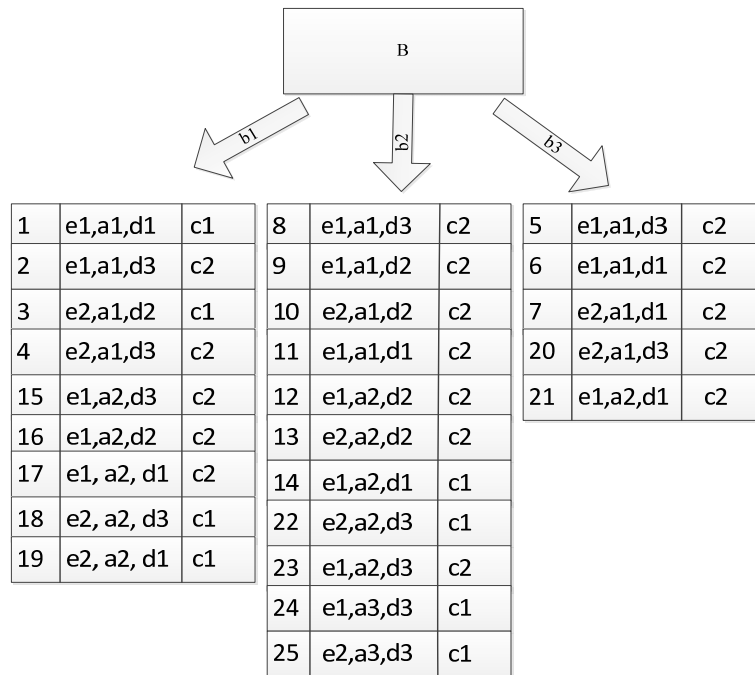 B
b1
b2
b3
1 e1,a1,d1 c1
2 e1,a1,d3 c2
3 e2,a1,d2 c1
4 e2,a1,d3 c2
15 e1,a2,d3 c2
16 e1,a2,d2 c2
17 e1, a2, d1 c2
18 e2, a2, d3 c1
19 e2, a2, d1 c1
8 e1,a1,d3 c2
9 e1,a1,d2 c2
10 e2,a1,d2 c2
11 e1,a1,d1 c2
12 e1,a2,d2 c2
13 e2,a2,d2 c2
14 e1,a2,d1 c1
22 e2,a2,d3 c1
23 e1,a2,d3 c2
24 e1,a3,d3 c1
25 e2,a3,d3 c1
5 e1,a1,d3 c2
6 e1,a1,d1 c2
7 e2,a1,d1 c2
20 e2,a1,d3 c2
21 e1,a2,d1 c2